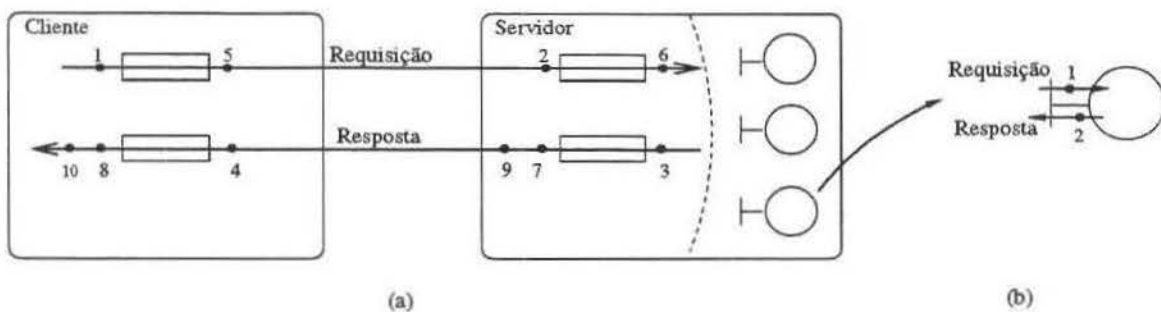 Cliente
1 5
Requisição
Servidor
2 6
Resposta
10 8 4
9 7 3
Requisição 1
Resposta 2
(a)
(b)